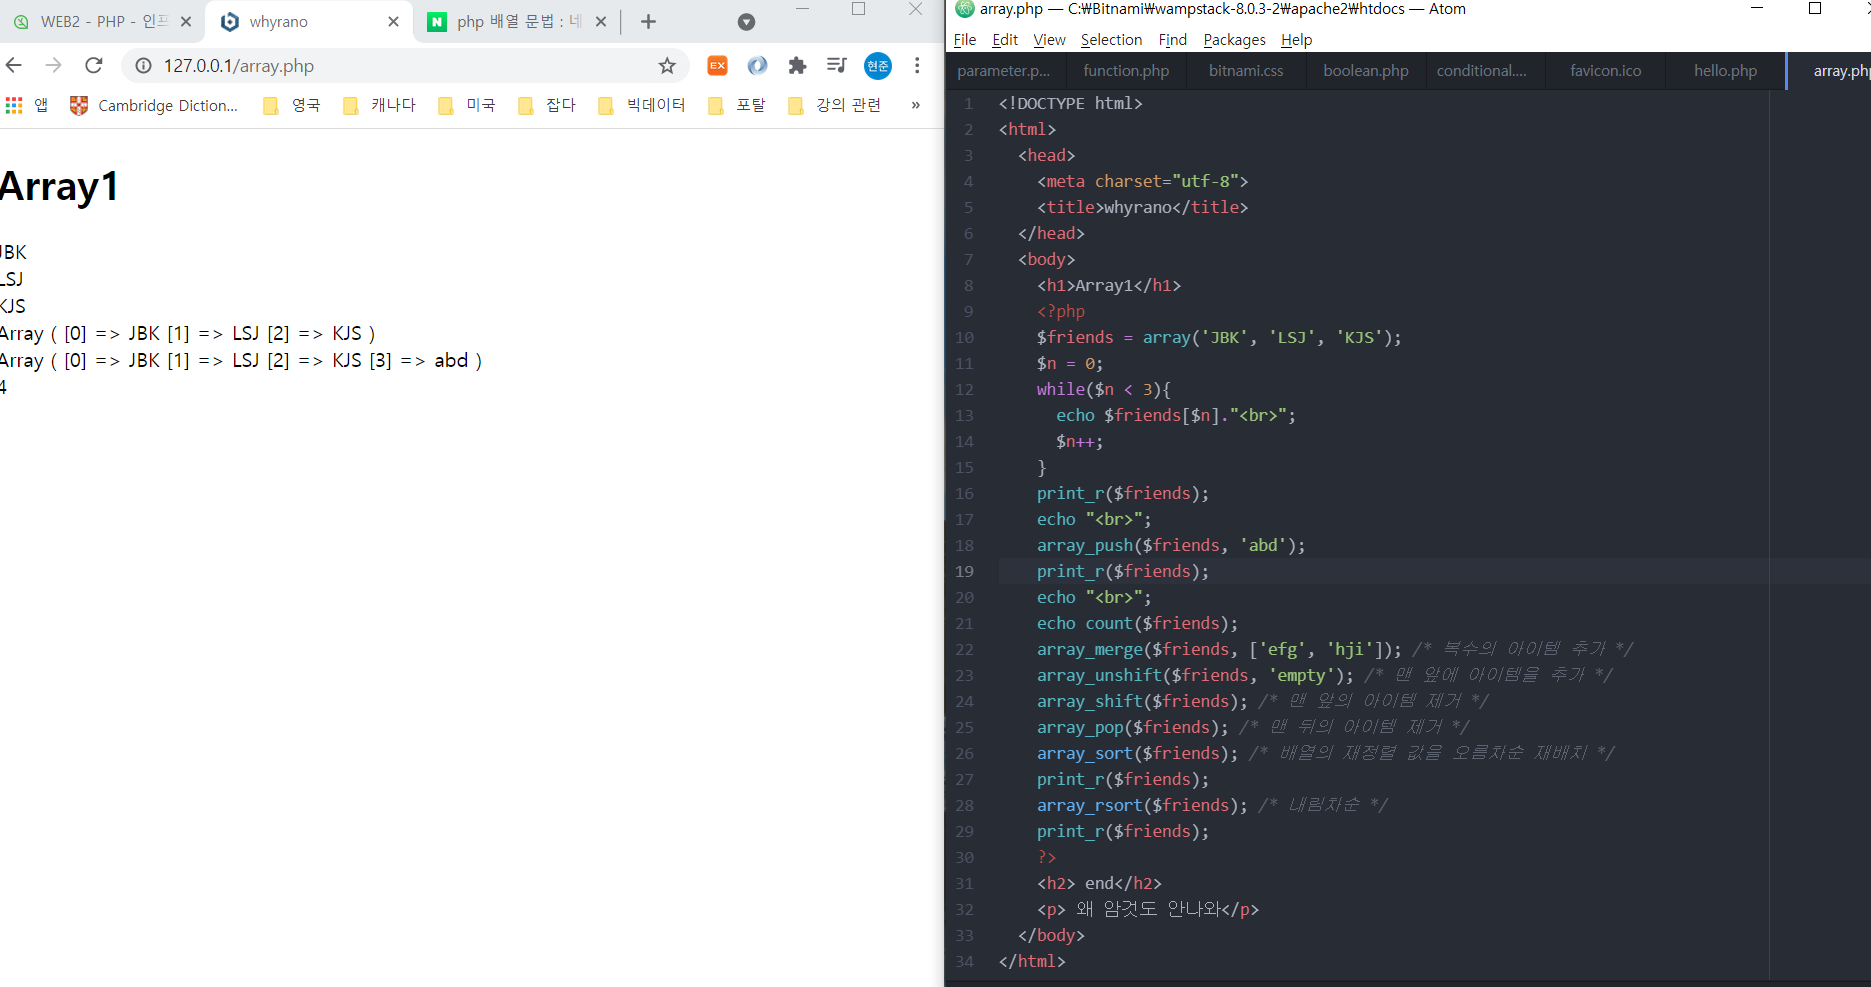 WEB2 - PHP - 인프
whyrano
php 배열 문법 : 네
127.0.0.1/array.php
EX
현준
앱
Cambridge Diction...
영국
캐나다
미국
잡다
빅데이터
포탈
강의 관련
»
Array1
JBK
LSJ
KJS
Array ( [0] => JBK [1] => LSJ [2] => KJS )
Array ( [0] => JBK [1] => LSJ [2] => KJS [3] => abd )
4
array.php — C:₩Bitnami₩wampstack-8.0.3-2₩apache2₩htdocs — Atom
File Edit View Selection Find Packages Help
parameter.p... function.php bitnami.css boolean.php conditional.... favicon.ico hello.php array.php
1 <!DOCTYPE html>
2 <html>
3 <head>
4 <meta charset="utf-8">
5 <title>whyrano</title>
6 </head>
7 <body>
8 <h1>Array1</h1>
9 <?php
10 $friends = array('JBK', 'LSJ', 'KJS');
11 $n = 0;
12 while($n < 3){
13 echo $friends[$n]."<br>";
14 $n++;
15 }
16 print_r($friends);
17 echo "<br>";
18 array_push($friends, 'abd');
19 print_r($friends);
20 echo "<br>";
21 echo count($friends);
22 array_merge($friends, ['efg', 'hji']); /* 복수의 아이템 추가 */
23 array_unshift($friends, 'empty'); /* 맨 앞에 아이템을 추가 */
24 array_shift($friends); /* 맨 앞의 아이템 제거 */
25 array_pop($friends); /* 맨 뒤의 아이템 제거 */
26 array_sort($friends); /* 배열의 재정렬 값을 오름차순 재배치 */
27 print_r($friends);
28 array_rsort($friends); /* 내림차순 */
29 print_r($friends);
30 ?>
31 <h2> end</h2>
32 <p> 왜 암것도 안나와</p>
33 </body>
34 </html>